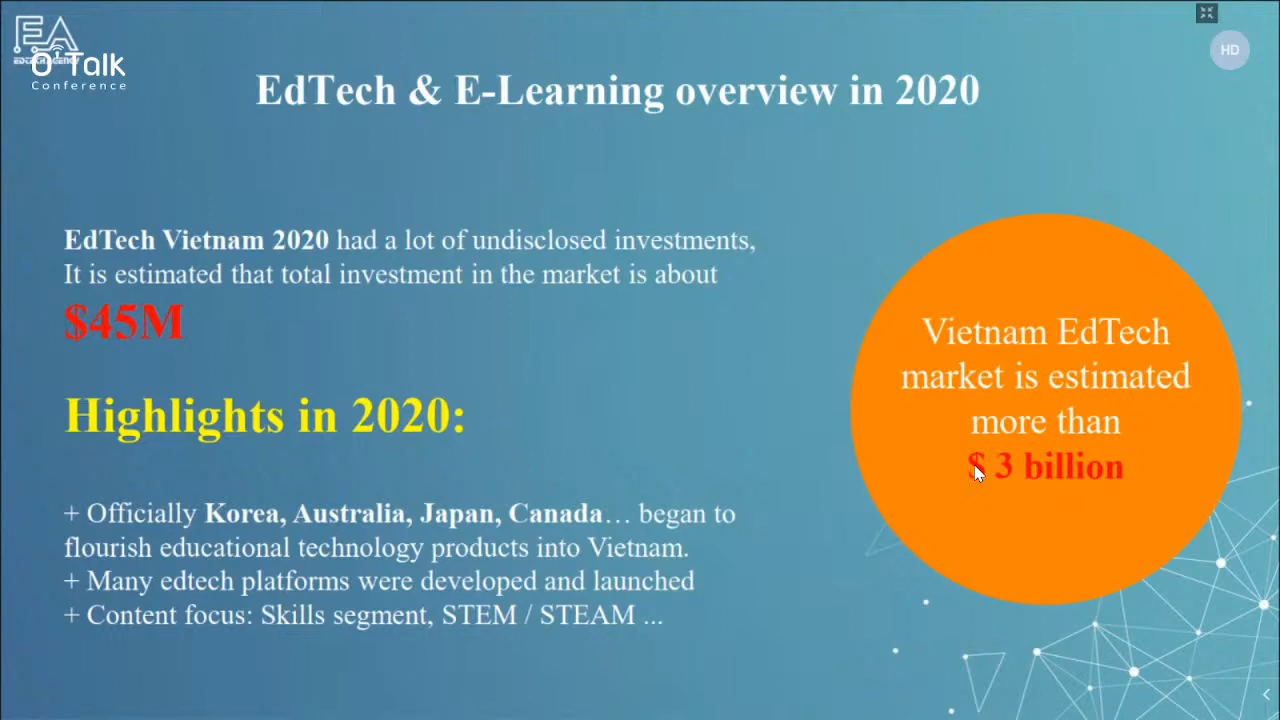 EA
O'Talk
Conference
HD
EdTech & E-Learning overview in 2020
EdTech Vietnam 2020 had a lot of undisclosed investments,
It is estimated that total investment in the market is about
$45M
Highlights in 2020:
+ Officially Korea, Australia, Japan, Canada… began to
flourish educational technology products into Vietnam.
+ Many edtech platforms were developed and launched
+ Content focus: Skills segment, STEM / STEAM ...
Vietnam EdTech
market is estimated
more than
$ 3 billion